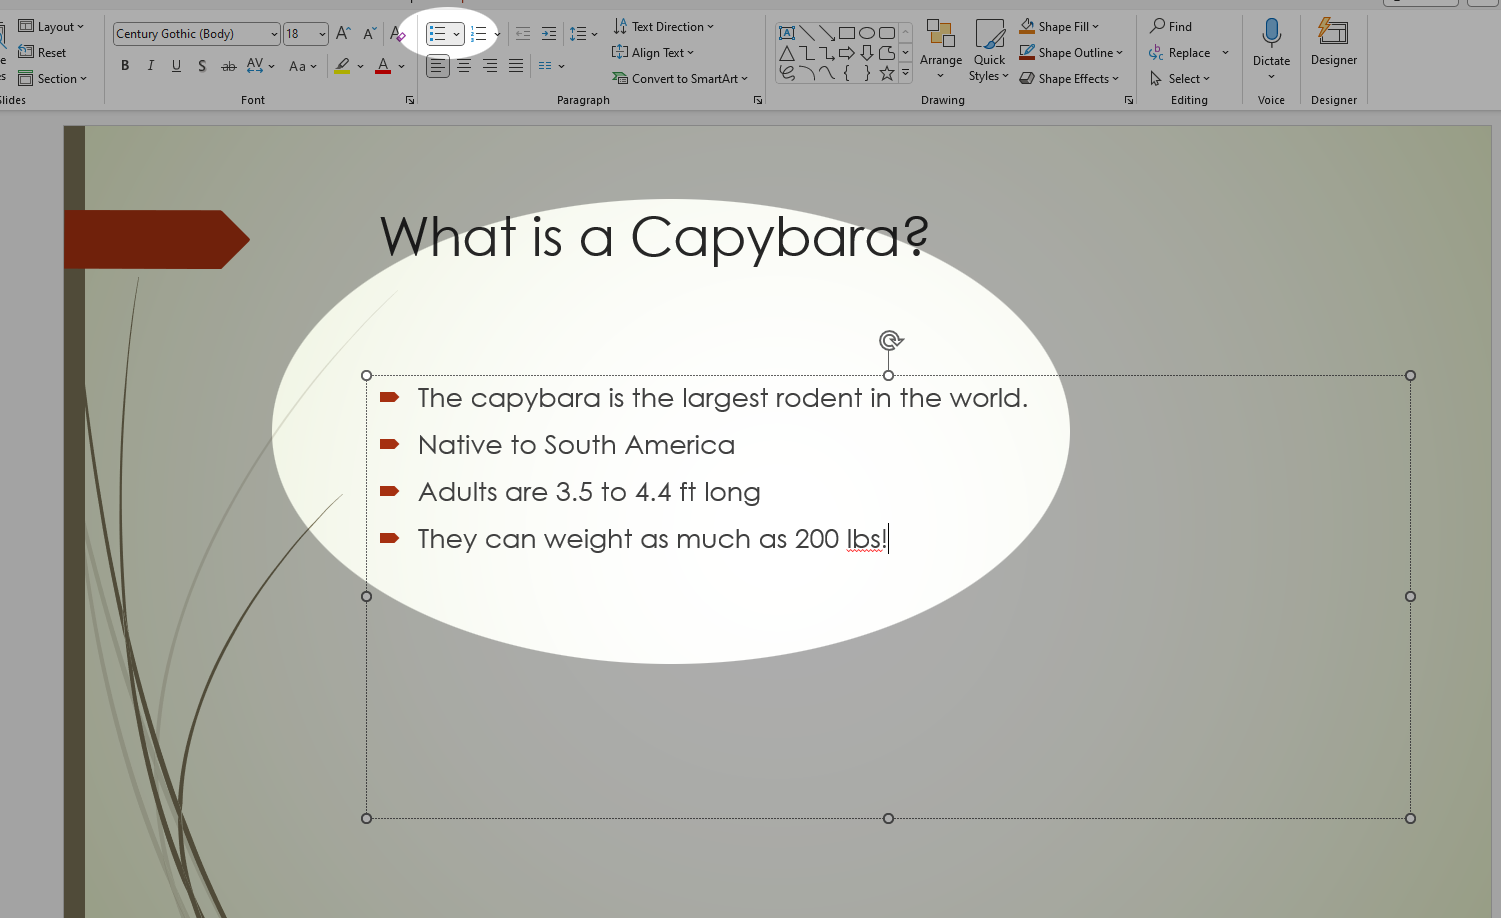 Layout
Century Gothic (Body)
18
A
A
A
Text Direction
Shape Fill
Find
Reset
Align Text
Shape Outline
Replace
Section
B I U S ab AV Aa A
Convert to SmartArt
Arrange
Quick
Styles
Shape Effects
Select
Dictate
Designer
Slides
Font
Paragraph
Drawing
Editing
Voice
Designer
What is a Capybara?
The capybara is the largest rodent in the world.
Native to South America
Adults are 3.5 to 4.4 ft long
They can weight as much as 200 lbs!